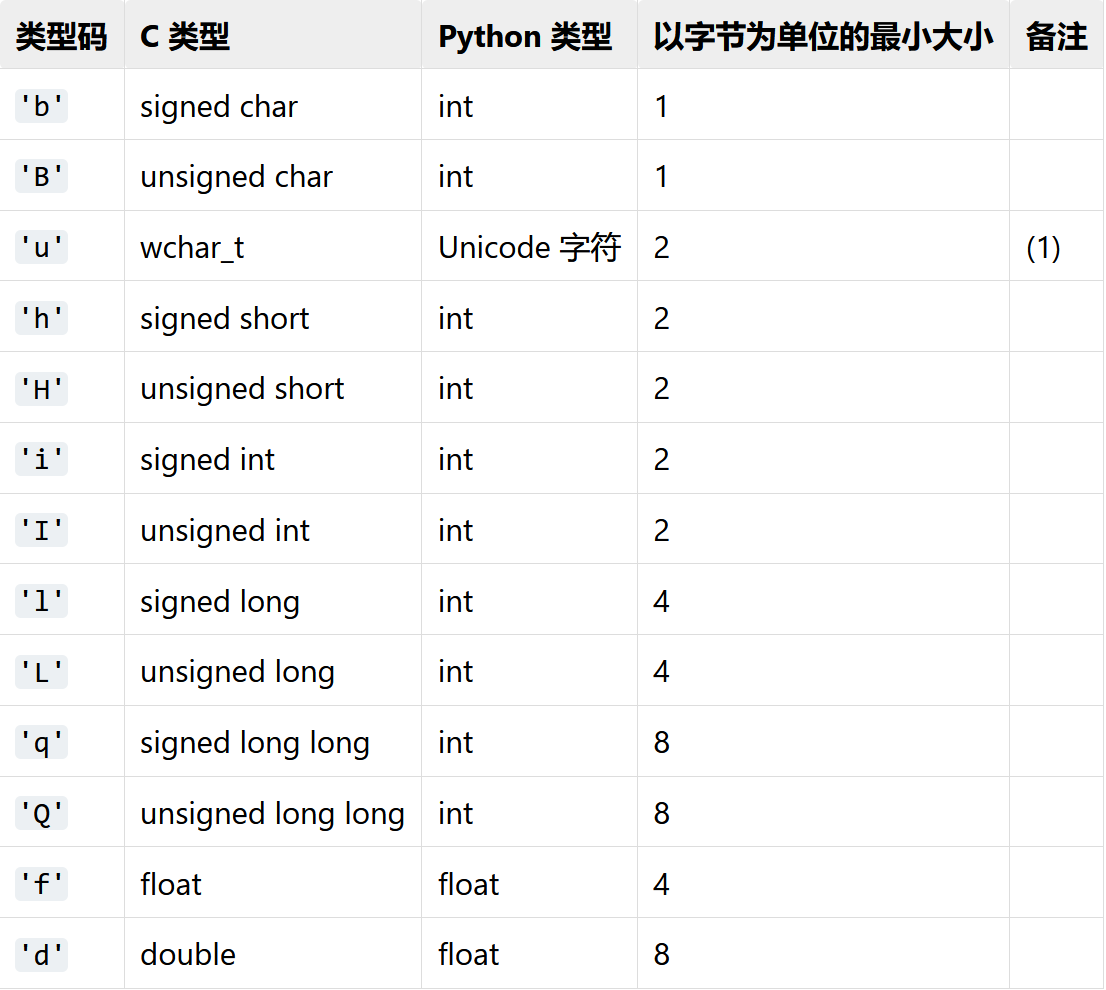 类型码 C 类型 Python 类型 以字节为单位的最小大小 备注
'b' signed char int 1
'B' unsigned char int 1
'u' wchar_t Unicode 字符 2 (1)
'h' signed short int 2
'H' unsigned short int 2
'i' signed int int 2
'I' unsigned int int 2
'l' signed long int 4
'L' unsigned long int 4
'q' signed long long int 8
'Q' unsigned long long int 8
'f' float float 4
'd' double float 8